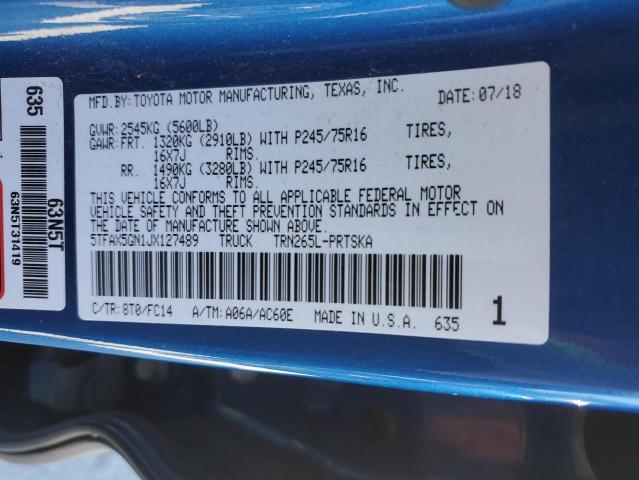 MFD.BY:TOYOTA MOTOR MANUFACTURING, TEXAS, INC. DATE:07/18
GVWR:2545KG (5600LB)
GAWR:FRT. 1320KG (2910LB) WITH P245/75R16 TIRES,
16X7J RIMS.
RR. 1490KG (3280LB) WITH P245/75R16 TIRES,
16X7J RIMS.
THIS VEHICLE CONFORMS TO ALL APPLICABLE FEDERAL MOTOR
VEHICLE SAFETY AND THEFT PREVENTION STANDARDS IN EFFECT ON
THE DATE OF MANUFACTURE SHOWN ABOVE.
5TFAX5GN1JX127489 TRUCK TRN265L-PRTSKA
C/TR:8T0/FC14 A/TM:A06A/AC60E MADE IN U.S.A. 635 1
635 63N5T
63N5T31419